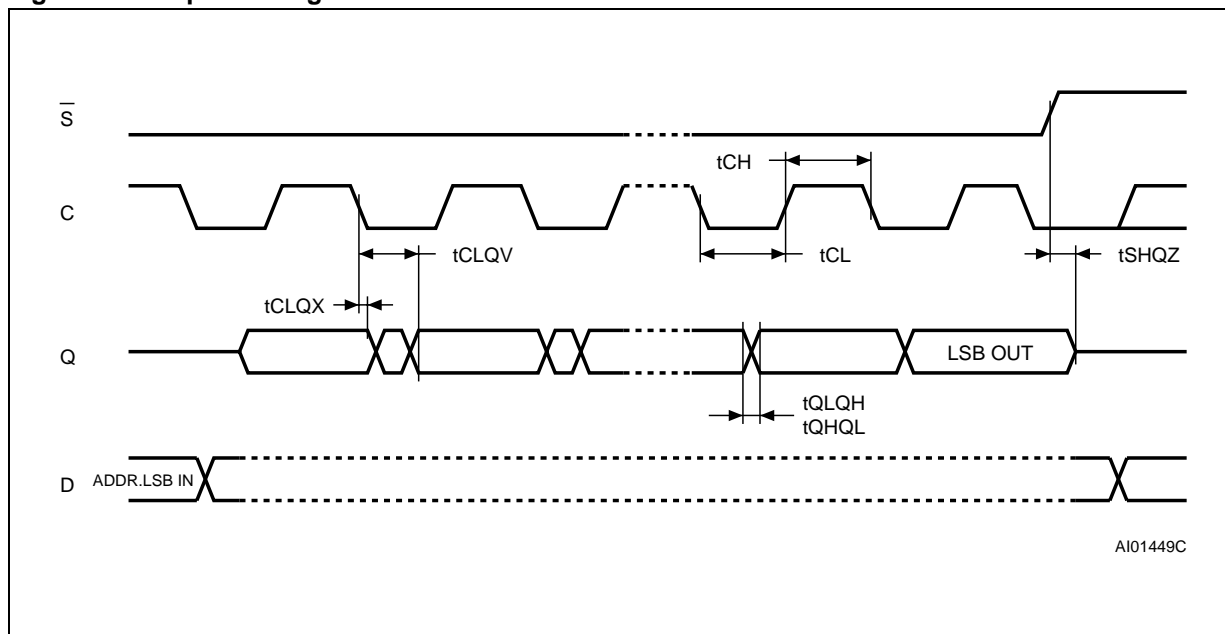 S
tCH
C
tCLQV
tCL
tSHQZ
tCLQX
Q
LSB OUT
tQLQH
tQHQL
D
ADDR.LSB IN
AI01449C